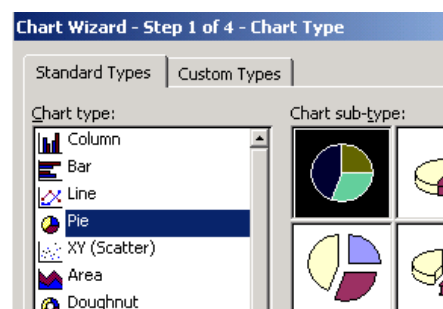 Chart Wizard - Step 1 of 4 - Chart Type
Standard Types
Custom Types
Chart type:
Chart sub-type:
Column
Bar
Line
Pie
XY (Scatter)
Area
Doughnut